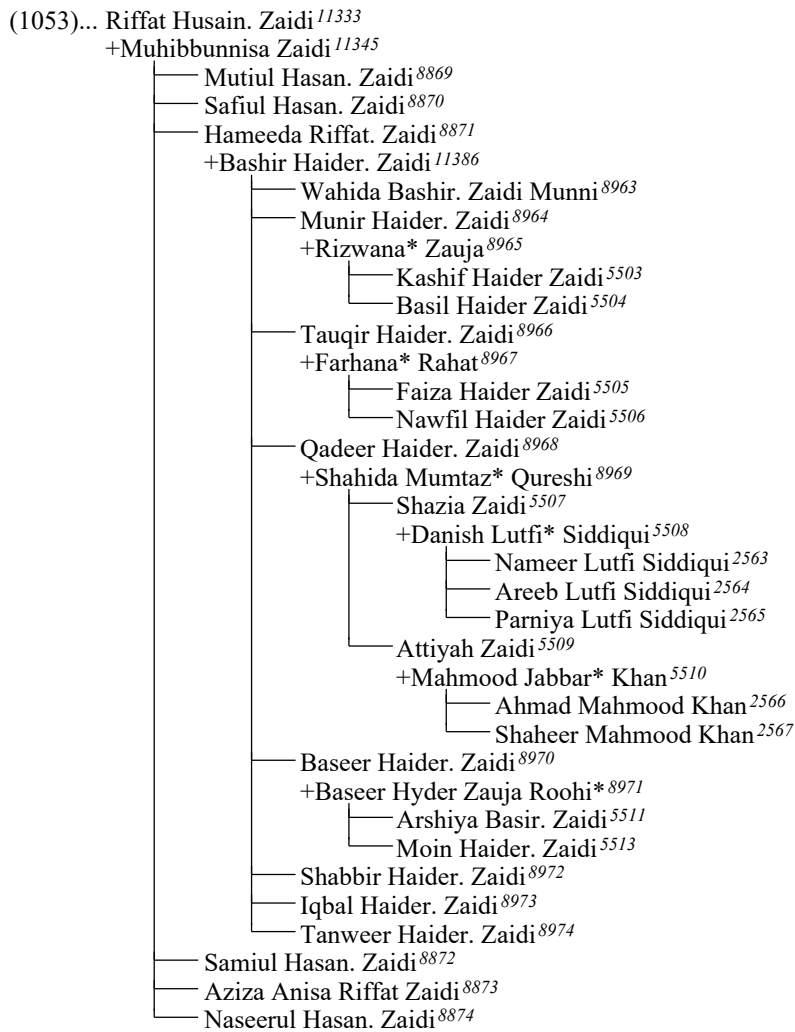 (1053)... Riffat Husain. Zaidi 11333
+Muhibbunnisa Zaidi 11345
Mutiul Hasan. Zaidi 8869
Safiul Hasan. Zaidi 8870
Hameeda Riffat. Zaidi 8871
+Bashir Haider. Zaidi 11386
Wahida Bashir. Zaidi Munni 8963
Munir Haider. Zaidi 8964
+Rizwana* Zauja 8965
Kashif Haider Zaidi 5503
Basil Haider Zaidi 5504
Tauqir Haider. Zaidi 8966
+Farhana* Rahat 8967
Faiza Haider Zaidi 5505
Nawfil Haider Zaidi 5506
Qadeer Haider. Zaidi 8968
+Shahida Mumtaz* Qureshi 8969
Shazia Zaidi 5507
+Danish Lutfi* Siddiqui 5508
Nameer Lutfi Siddiqui 2563
Areeb Lutfi Siddiqui 2564
Parniya Lutfi Siddiqui 2565
Attiyah Zaidi 5509
+Mahmood Jabbar* Khan 5510
Ahmad Mahmood Khan 2566
Shaheer Mahmood Khan 2567
Baseer Haider. Zaidi 8970
+Baseer Hyder Zauja Roohi* 8971
Arshiya Basir. Zaidi 5511
Moin Haider. Zaidi 5513
Shabbir Haider. Zaidi 8972
Iqbal Haider. Zaidi 8973
Tanweer Haider. Zaidi 8974
Samiul Hasan. Zaidi 8872
Aziza Anisa Riffat Zaidi 8873
Naseerul Hasan. Zaidi 8874